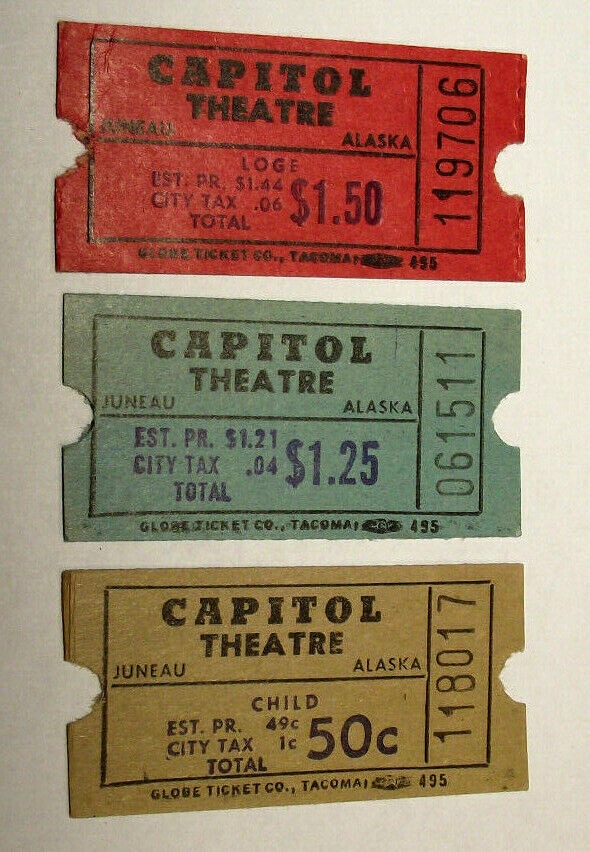 CAPITOL
THEATRE
JUNEAU ALASKA
LOGE
EST. PR. $1.44
CITY TAX .06 $1.50
TOTAL
GLOBE TICKET CO., TACOMA 495
119706
CAPITOL
THEATRE
JUNEAU ALASKA
EST. PR. $1.21
CITY TAX .04 $1.25
TOTAL
GLOBE TICKET CO., TACOMA 495
061511
CAPITOL
THEATRE
JUNEAU ALASKA
CHILD
EST. PR. 49c
CITY TAX 1c 50c
TOTAL
GLOBE TICKET CO., TACOMA 495
118017